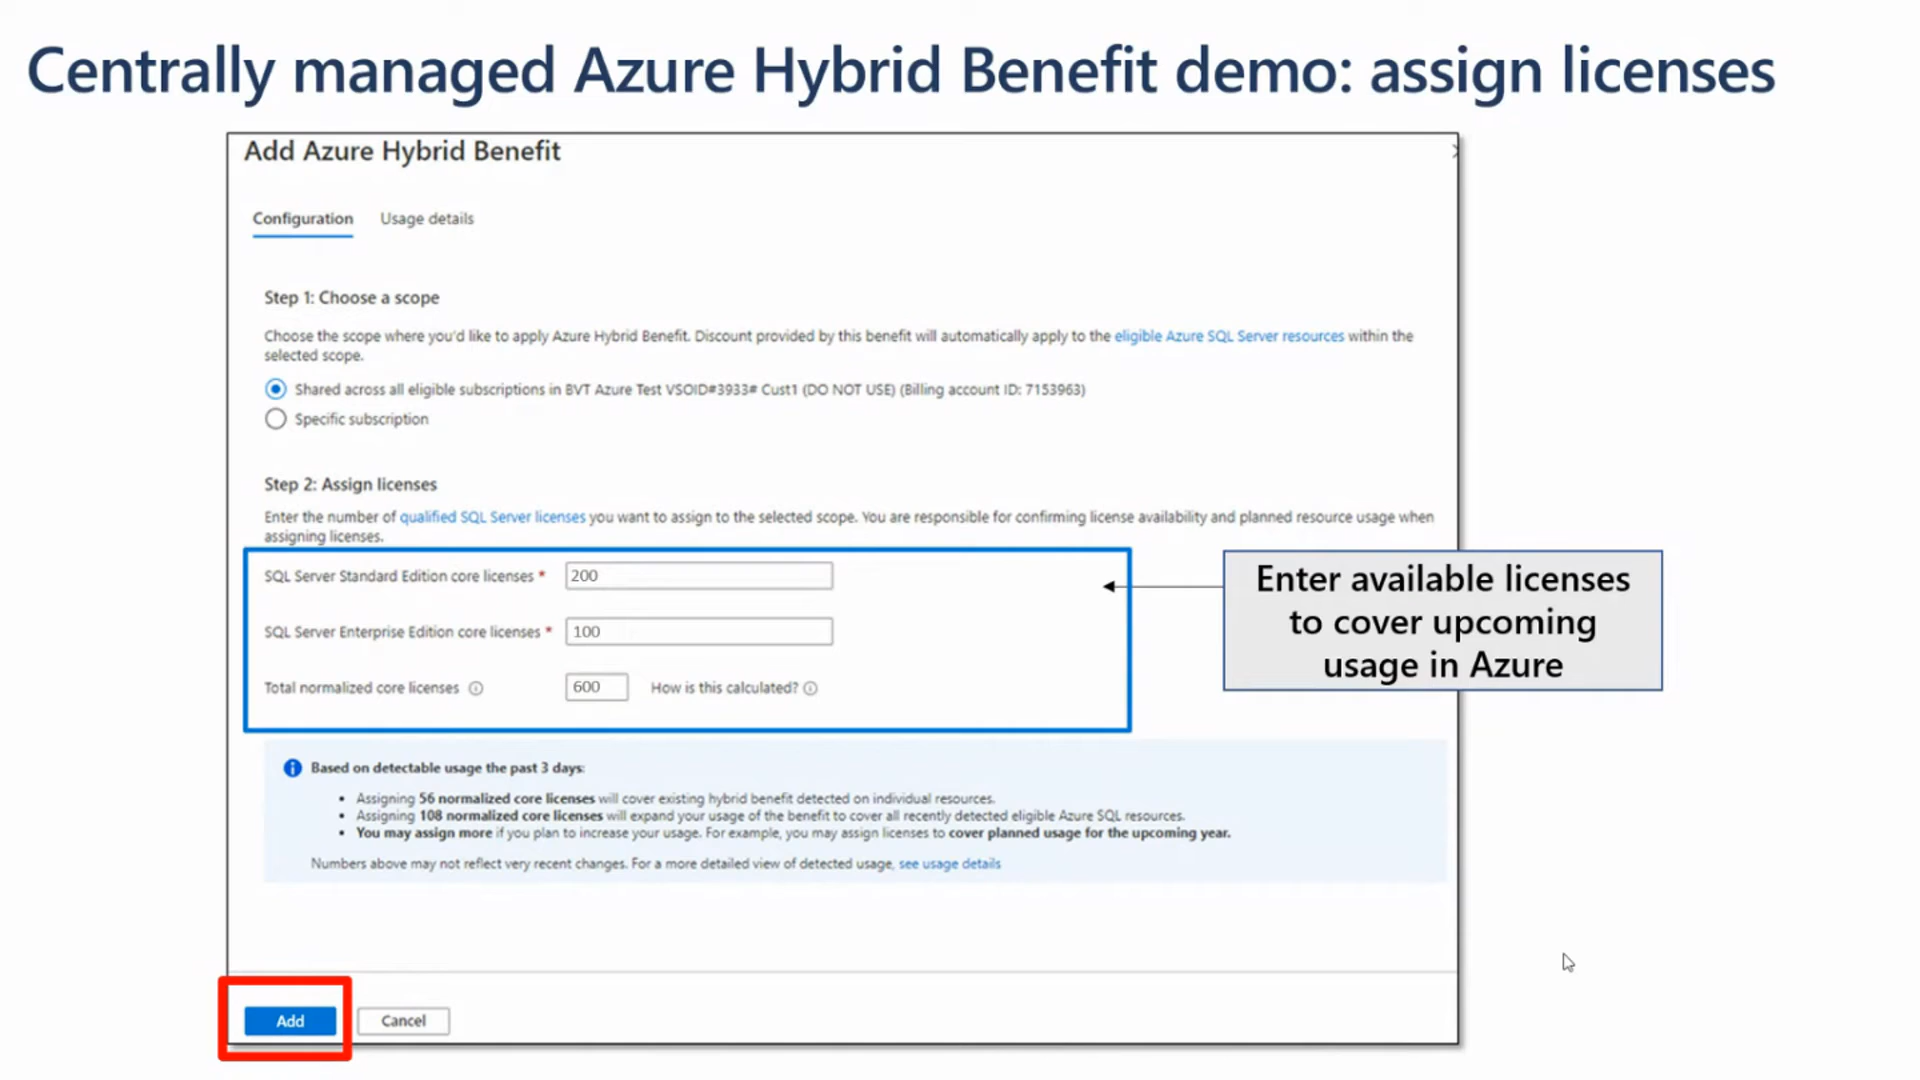 Centrally managed Azure Hybrid Benefit demo: assign licenses
Add Azure Hybrid Benefit
Configuration Usage details
Step 1: Choose a scope
Choose the scope where you'd like to apply Azure Hybrid Benefit. Discount provided by this benefit will automatically apply to the eligible Azure SQL Server resources within the
selected scope.
Shared across all eligible subscriptions in BVT Azure Test VSOID#3933# Cust1 (DO NOT USE) (Billing account ID: 7153963)
Specific subscription
Step 2: Assign licenses
Enter the number of qualified SQL Server licenses you want to assign to the selected scope. You are responsible for confirming license availability and planned resource usage when
assigning licenses.
SQL Server Standard Edition core licenses * 200
SQL Server Enterprise Edition core licenses * 100
Total normalized core licenses 600 How is this calculated?
Enter available licenses
to cover upcoming
usage in Azure
Based on detectable usage the past 3 days:
• Assigning 56 normalized core licenses will cover existing hybrid benefit detected on individual resources.
• Assigning 108 normalized core licenses will expand your usage of the benefit to cover all recently detected eligible Azure SQL resources.
• You may assign more if you plan to increase your usage. For example, you may assign licenses to cover planned usage for the upcoming year.
Numbers above may not reflect very recent changes. For a more detailed view of detected usage, see usage details
Add Cancel